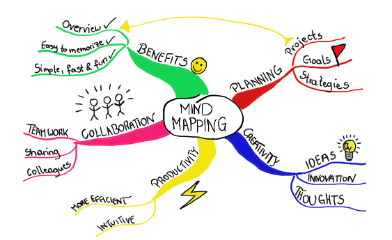 MIND
MAPPING
BENEFITS
Overview
Easy to memorize
Simple, fast & fun
PLANNING
Projects
Goals
Strategies
COLLABORATION
TEAMWORK
Sharing
Colleagues
CREATIVITY
IDEAS
INNOVATION
THOUGHTS
PRODUCTIVITY
MORE EFFICIENT
INTUITIVE